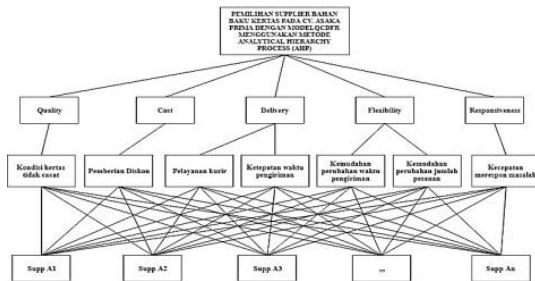 PEMILIHAN SUPPLIER BAHAN
BAKU KERTAS PADA CV. ASAKA
PRIMA DENGAN MODELQCDFR
MENGGUNAKAN METODE
ANALYTICAL HIERARCHY
PROCESS (AHP)
Quality
Cost
Delivery
Flexibility
Responsiveness
Kondisi kertas
tidak cacat
Pemberian Diskon
Pelayanan kurir
Ketepatan waktu
pengiriman
Kemudahan
perubahan waktu
pengiriman
Kemudahan
perubahan jumlah
pesanan
Kecepatan
merespon masalah
Supp A1
Supp A2
Supp A3
...
Supp An